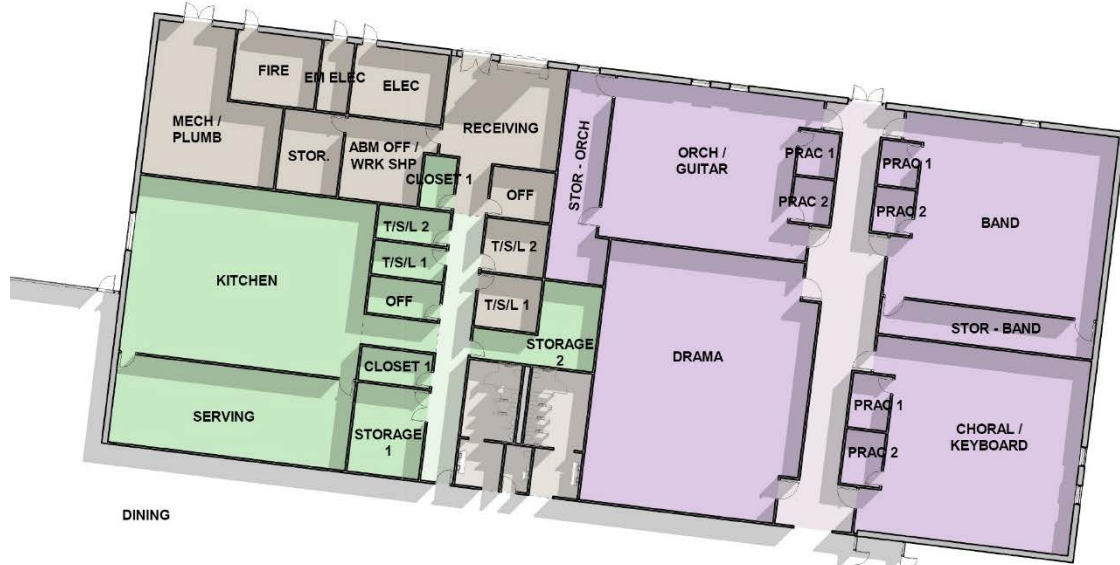 FIRE
EM ELEC
ELEC
MECH /
PLUMB
STOR.
ABM OFF /
WRK SHP
RECEIVING
CLOSET 1
OFF
T/S/L 2
T/S/L 1
T/S/L 2
T/S/L 1
OFF
KITCHEN
CLOSET 1
SERVING
STORAGE
1
STORAGE
2
DINING
STOR - ORCH
ORCH /
GUITAR
PRAC 1
PRAC 2
PRAC 1
PRAC 2
BAND
STOR - BAND
DRAMA
PRAC 1
PRAC 2
CHORAL /
KEYBOARD